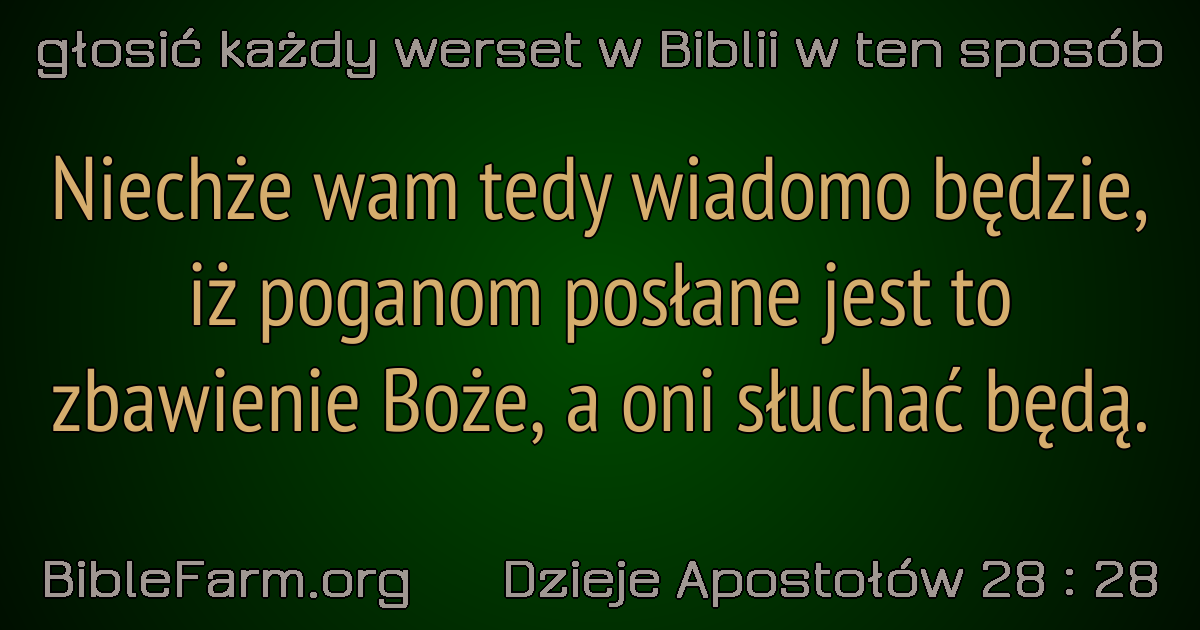 głosić każdy werset w Biblii w ten sposób
Niechże wam tedy wiadomo będzie,
iż poganom posłane jest to
zbawienie Boże, a oni słuchać będą.
BibleFarm.org
Dzieje Apostołów 28 : 28